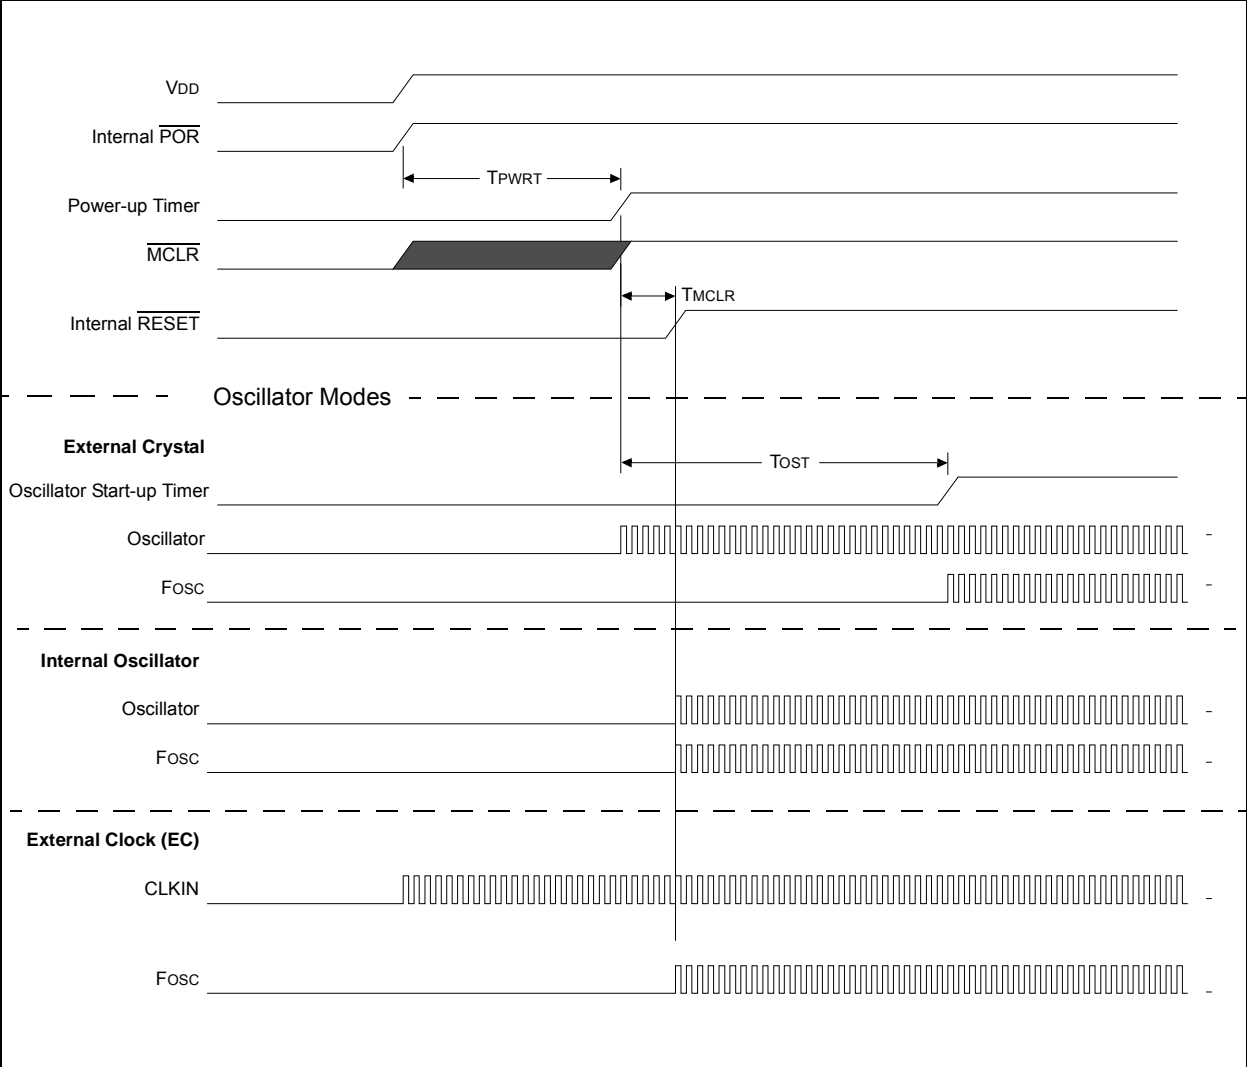 VDD
Internal POR
TPWRT
Power-up Timer
MCLR
TMCLR
Internal RESET
Oscillator Modes
External Crystal
TOST
Oscillator Start-up Timer
Oscillator
FOSC
Internal Oscillator
Oscillator
FOSC
External Clock (EC)
CLKIN
FOSC